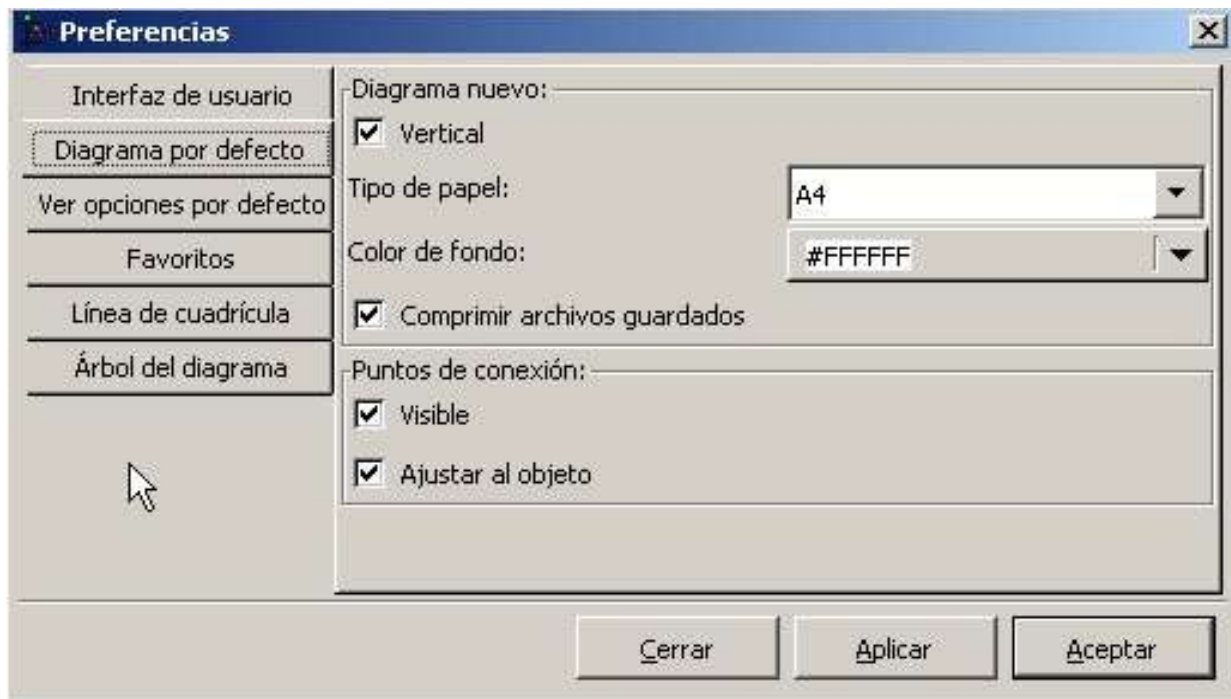 Preferencias
Interfaz de usuario
Diagrama por defecto
Ver opciones por defecto
Favoritos
Línea de cuadrícula
Árbol del diagrama
Diagrama nuevo:
Vertical
Tipo de papel:
A4
Color de fondo:
#FFFFFF
Comprimir archivos guardados
Puntos de conexión:
Visible
Ajustar al objeto
Cerrar
Aplicar
Aceptar